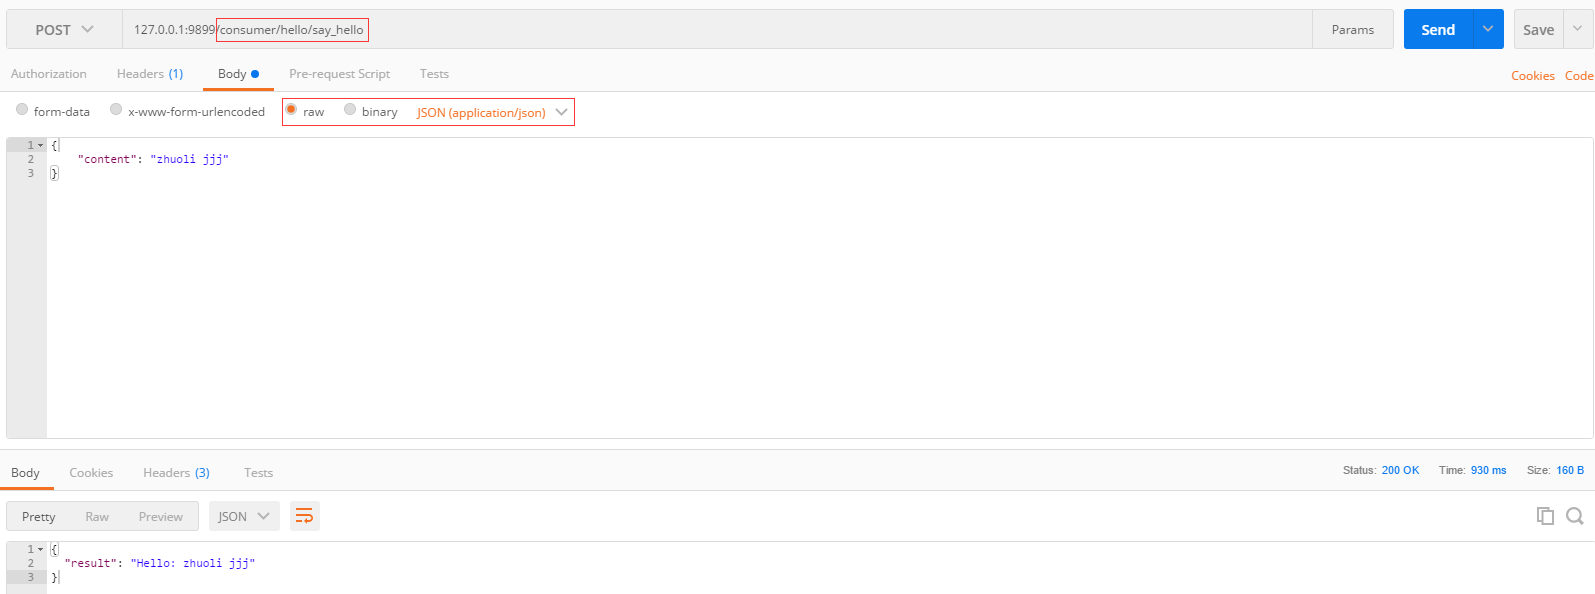 POST 127.0.0.1:9899/consumer/hello/say_hello Params Send Save
Authorization Headers (1) Body Pre-request Script Tests Cookies Code
form-data x-www-form-urlencoded raw binary JSON (application/json)
1 {
2 "content": "zhuoli jjj"
3 }
Body Cookies Headers (3) Tests Status: 200 OK Time: 930 ms Size: 160 B
Pretty Raw Preview JSON
1 {
2 "result": "Hello: zhuoli jjj"
3 }